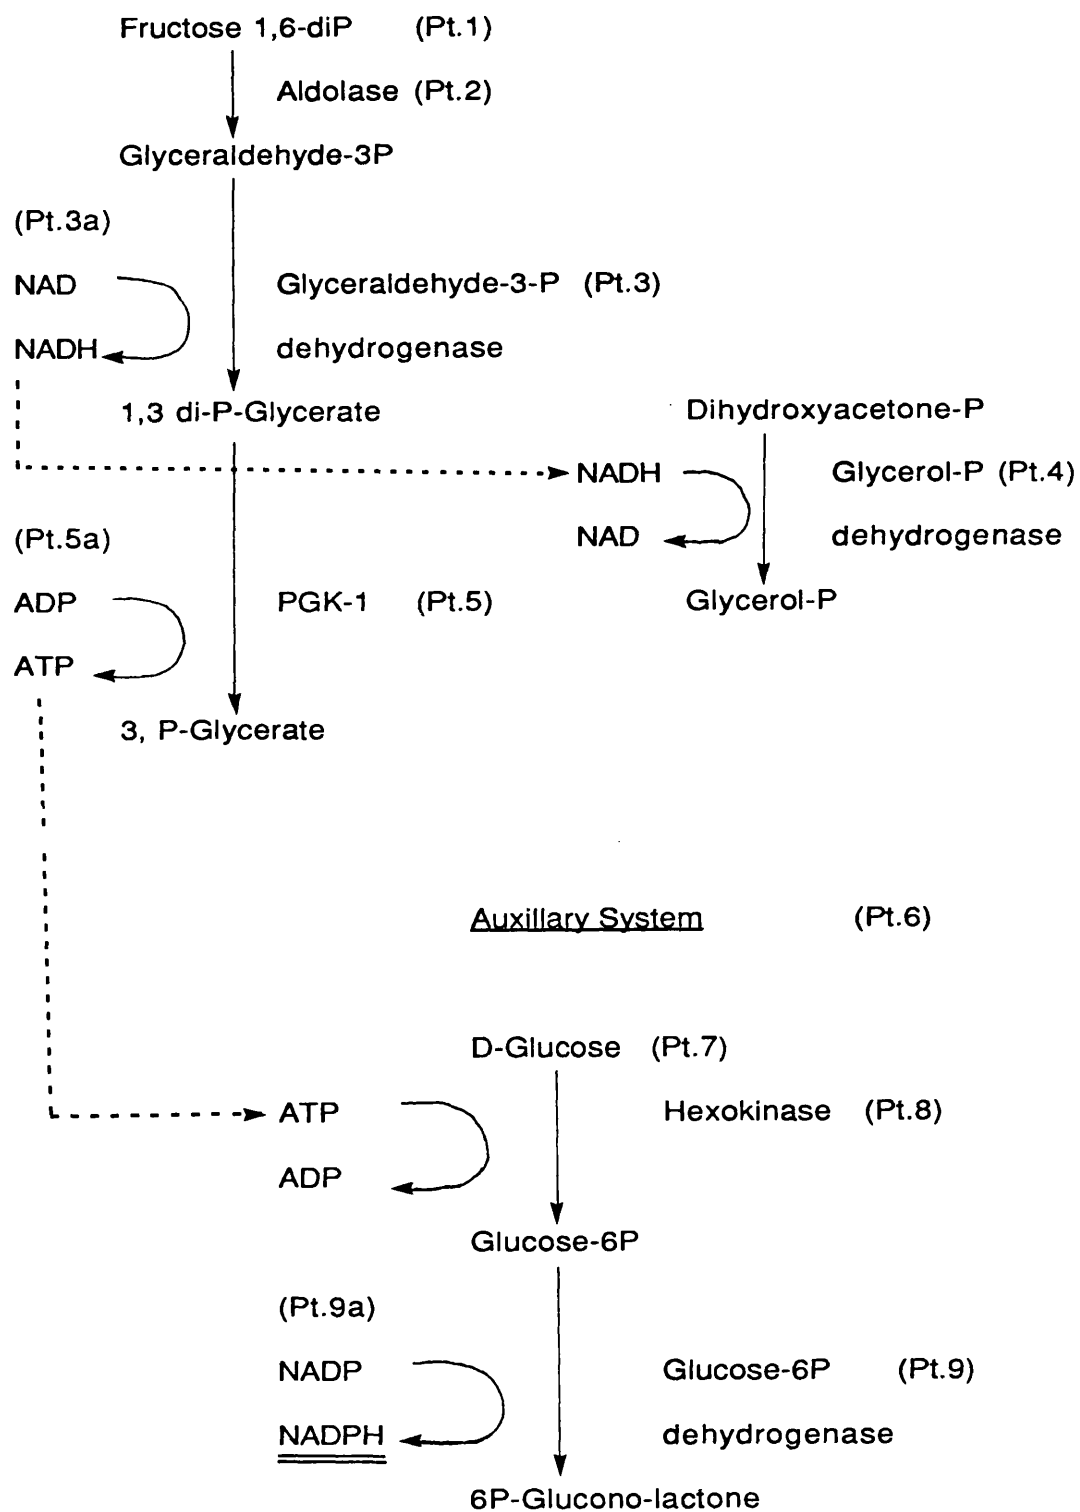 Fructose 1,6-diP (Pt.1)
Aldolase (Pt.2)
Glyceraldehyde-3P
(Pt.3a)
NAD
Glyceraldehyde-3-P (Pt.3)
NADH
dehydrogenase
1,3 di-P-Glycerate
Dihydroxyacetone-P
NADH
Glycerol-P (Pt.4)
(Pt.5a)
NAD
dehydrogenase
ADP
PGK-1 (Pt.5)
Glycerol-P
ATP
3, P-Glycerate
Auxillary System (Pt.6)
D-Glucose (Pt.7)
ATP
Hexokinase (Pt.8)
ADP
Glucose-6P
(Pt.9a)
NADP
Glucose-6P (Pt.9)
NADPH
dehydrogenase
6P-Glucono-lactone